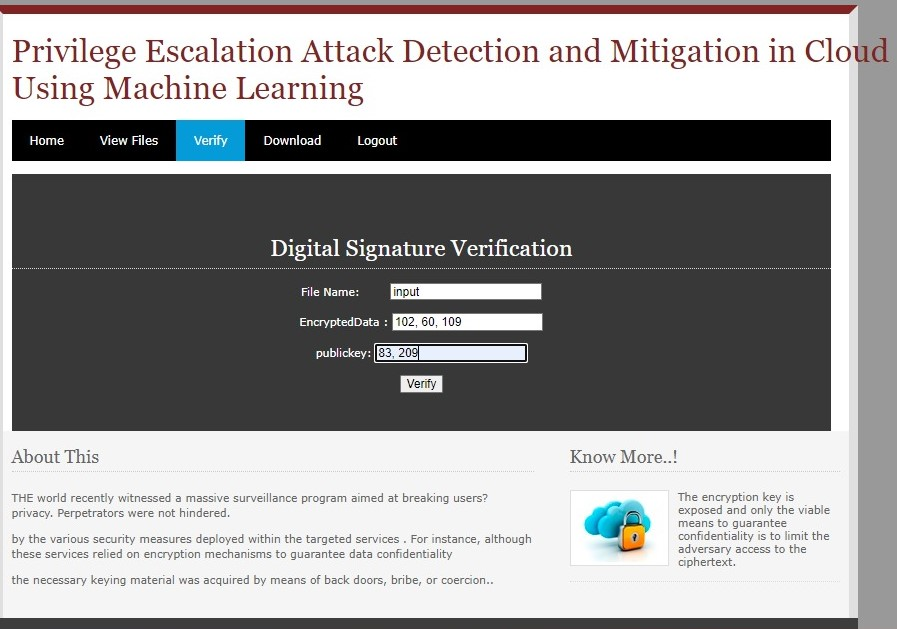 Privilege Escalation Attack Detection and Mitigation in Cloud
Using Machine Learning
Home View Files Verify Download Logout
Digital Signature Verification
File Name: input
EncryptedData : 102, 60, 109
publickey: 83, 209
Verify
About This
THE world recently witnessed a massive surveillance program aimed at breaking users?
privacy. Perpetrators were not hindered.
by the various security measures deployed within the targeted services . For instance, although
these services relied on encryption mechanisms to guarantee data confidentiality
the necessary keying material was acquired by means of back doors, bribe, or coercion..
Know More..!
The encryption key is
exposed and only the viable
means to guarantee
confidentiality is to limit the
adversary access to the
ciphertext.